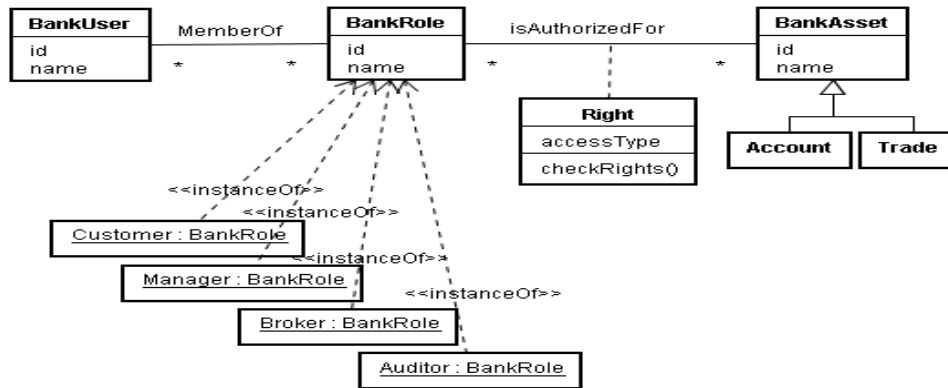 BankUser
id
name
MemberOf
*
*
BankRole
id
name
isAuthorizedFor
*
*
BankAsset
id
name
Right
accessType
checkRights()
Account
Trade
<<instanceOf>>
<<instanceOf>>
<<instanceOf>>
<<instanceOf>>
Customer : BankRole
Manager : BankRole
Broker : BankRole
Auditor : BankRole